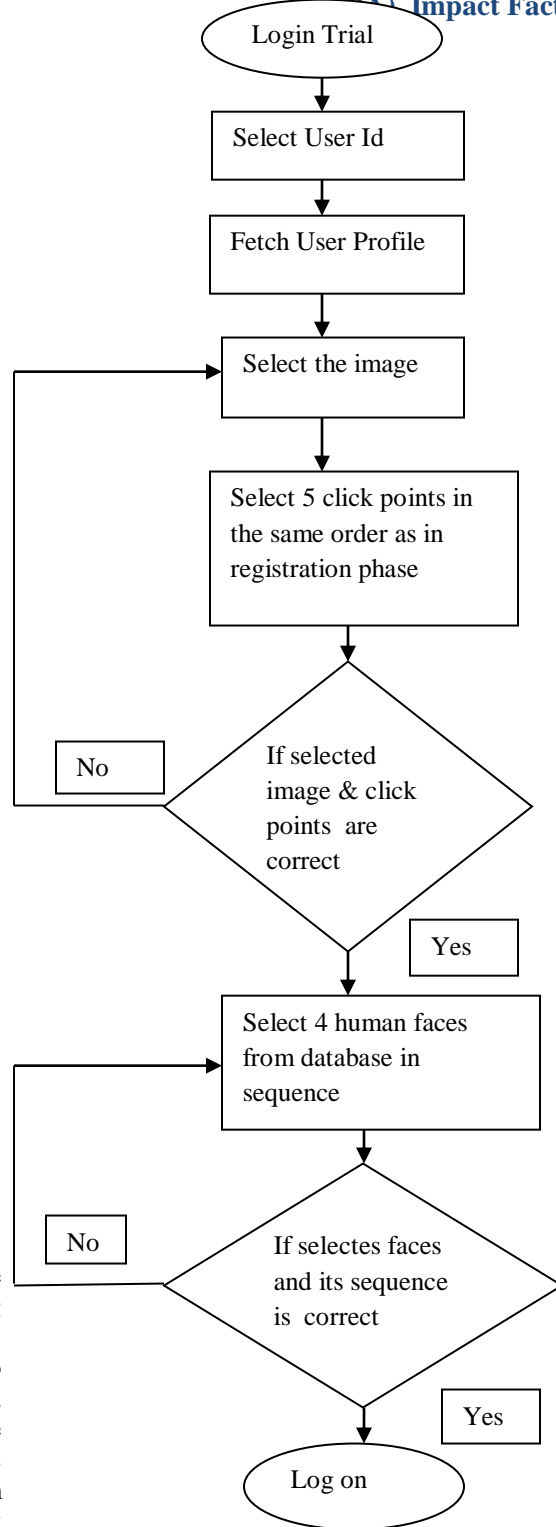 Impact Fact
Login Trial
Select User Id
Fetch User Profile
Select the image
Select 5 click points in
the same order as in
registration phase
If selected
image & click
points are
correct
No
Yes
Select 4 human faces
from database in
sequence
If selectes faces
and its sequence
is correct
No
Yes
Log on